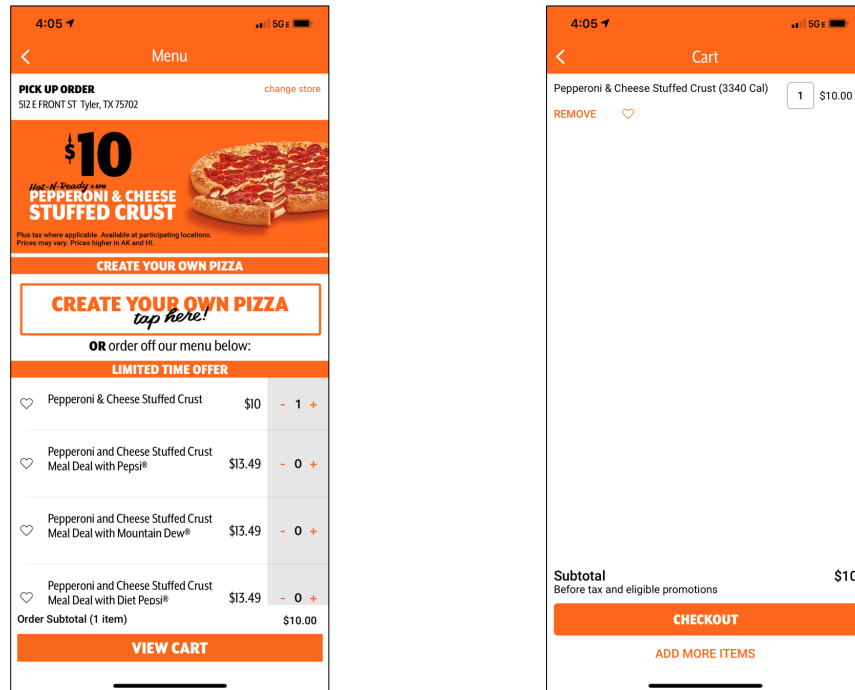 4:05
5G E
Menu
PICK UP ORDER
change store
512 E FRONT ST Tyler, TX 75702
$10
Hot-N-Ready 4-8PM
PEPPERONI & CHEESE
STUFFED CRUST
Plus tax where applicable. Available at participating locations.
Prices may vary. Prices higher in AK and HI.
CREATE YOUR OWN PIZZA
CREATE YOUR OWN PIZZA
tap here!
OR order off our menu below:
LIMITED TIME OFFER
Pepperoni & Cheese Stuffed Crust $10 - 1 +
Pepperoni and Cheese Stuffed Crust
Meal Deal with Pepsi® $13.49 - 0 +
Pepperoni and Cheese Stuffed Crust
Meal Deal with Mountain Dew® $13.49 - 0 +
Pepperoni and Cheese Stuffed Crust
Meal Deal with Diet Pepsi® $13.49 - 0 +
Order Subtotal (1 item) $10.00
VIEW CART
4:05
5G E
Cart
Pepperoni & Cheese Stuffed Crust (3340 Cal) 1 $10.00
REMOVE
Subtotal $10
Before tax and eligible promotions
CHECKOUT
ADD MORE ITEMS